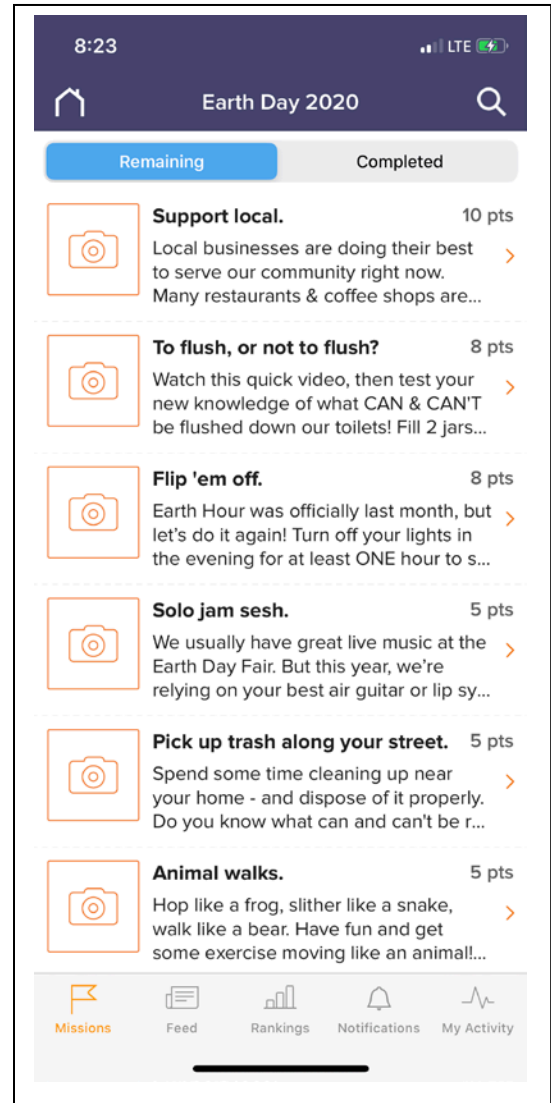 8:23
LTE
Earth Day 2020
Remaining
Completed
Support local.
10 pts
Local businesses are doing their best
to serve our community right now.
Many restaurants & coffee shops are...
To flush, or not to flush?
8 pts
Watch this quick video, then test your
new knowledge of what CAN & CAN'T
be flushed down our toilets! Fill 2 jars...
Flip 'em off.
8 pts
Earth Hour was officially last month, but
let's do it again! Turn off your lights in
the evening for at least ONE hour to s...
Solo jam sesh.
5 pts
We usually have great live music at the
Earth Day Fair. But this year, we're
relying on your best air guitar or lip sy...
Pick up trash along your street.
5 pts
Spend some time cleaning up near
your home - and dispose of it properly.
Do you know what can and can't be r...
Animal walks.
5 pts
Hop like a frog, slither like a snake,
walk like a bear. Have fun and get
some exercise moving like an animal!...
Missions
Feed
Rankings
Notifications
My Activity